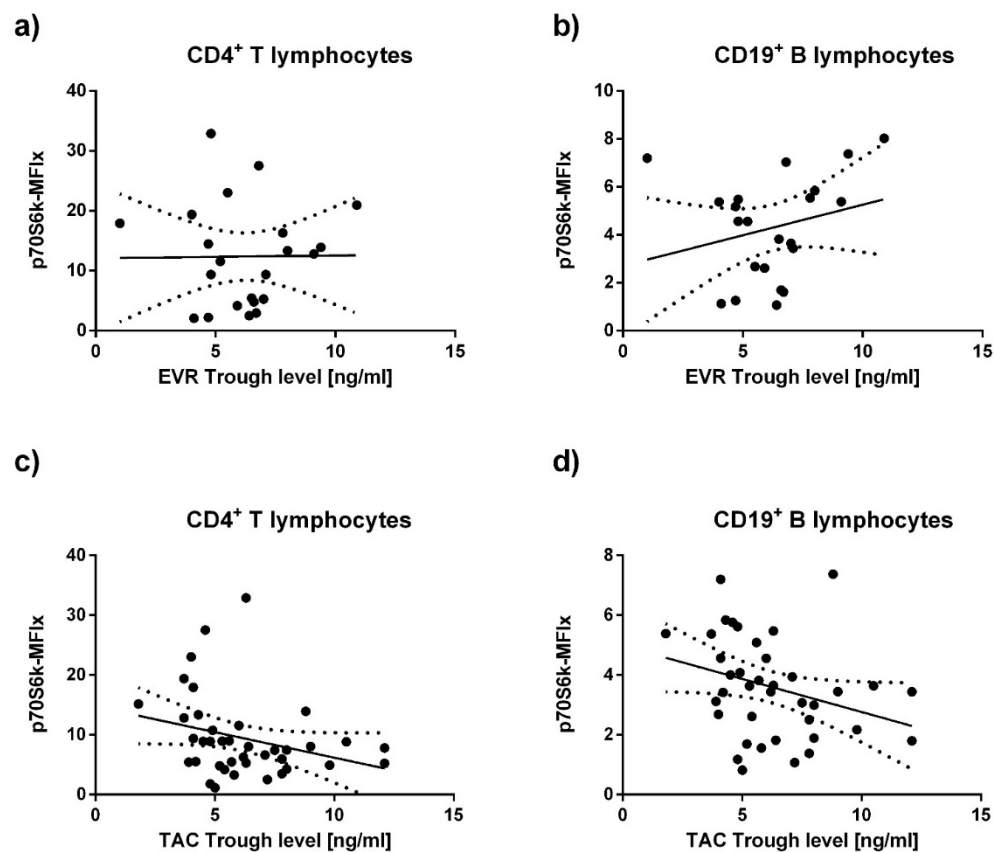 a)
CD4⁺ T lymphocytes
p70S6k-MFIx
40
30
20
10
0
0 5 10 15
EVR Trough level [ng/ml]
b)
CD19⁺ B lymphocytes
p70S6k-MFIx
10
8
6
4
2
0
0 5 10 15
EVR Trough level [ng/ml]
c)
CD4⁺ T lymphocytes
p70S6k-MFIx
40
30
20
10
0
0 5 10 15
TAC Trough level [ng/ml]
d)
CD19⁺ B lymphocytes
p70S6k-MFIx
8
6
4
2
0
0 5 10 15
TAC Trough level [ng/ml]